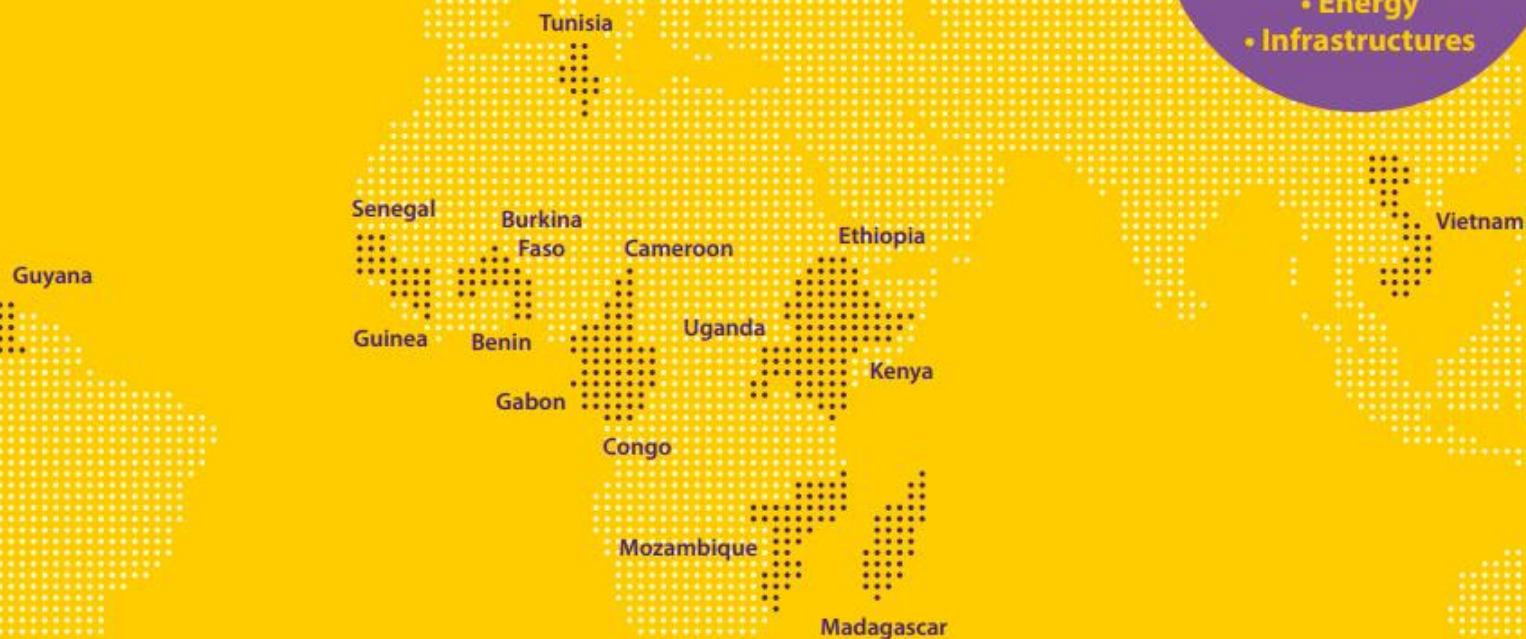 • Energy
• Infrastructures
Tunisia
Senegal
Burkina
Faso
Cameroon
Ethiopia
Vietnam
Guyana
Guinea
Benin
Uganda
Kenya
Gabon
Congo
Mozambique
Madagascar